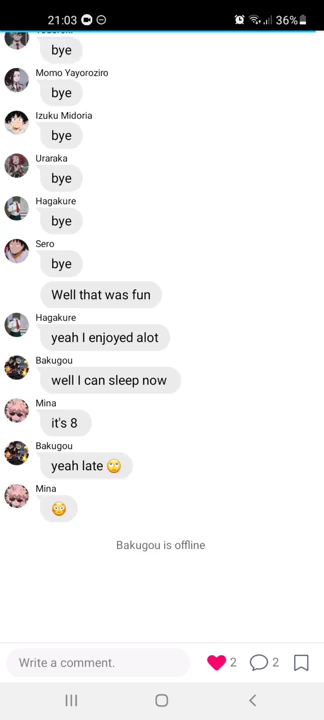 21:03
36%
bye
Momo Yayoroziro
bye
Izuku Midoria
bye
Uraraka
bye
Hagakure
bye
Sero
bye
Well that was fun
Hagakure
yeah I enjoyed alot
Bakugou
well I can sleep now
Mina
it's 8
Bakugou
yeah late 🙄
Mina
😳
Bakugou is offline
Write a comment.
2
2